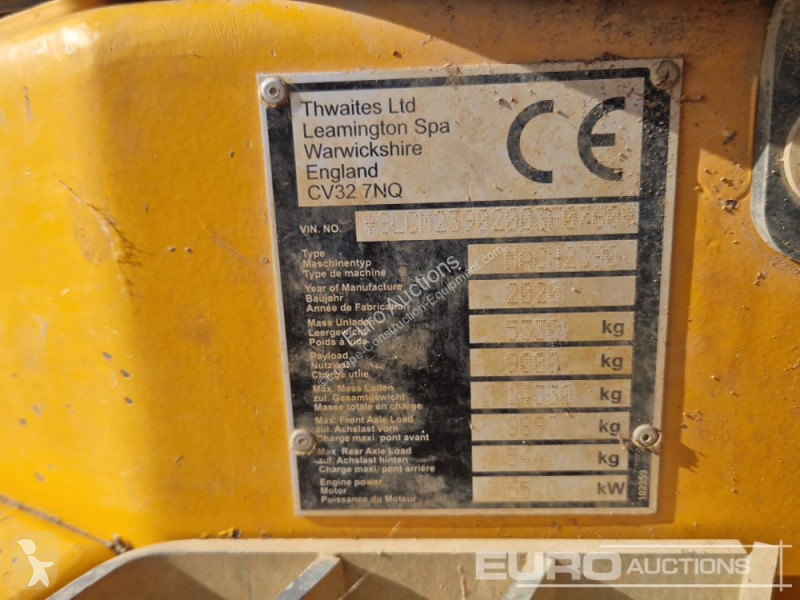 Thwaites Ltd
Leamington Spa
Warwickshire
England
CV32 7NQ
CE
VIN. NO.
Type
Maschinentyp
Type de machine
Year of Manufacture
Baujahr
Année de Fabrication
Mass Unladen
Leergewicht kg
Poids à vide
Payload
kg
Charge utile
Max. Mass Laden
zul. Gesamtgewicht kg
Masse totale en charge
Max. Front Axle Load
zul. Achslast vorn kg
Charge maxi. pont avant
Max. Rear Axle Load
zul. Achslast hinten kg
Charge maxi pont arrière
Engine power
Motor kW
Puissance du Moteur
102359
Euro Auctions
EURO AUCTIONS